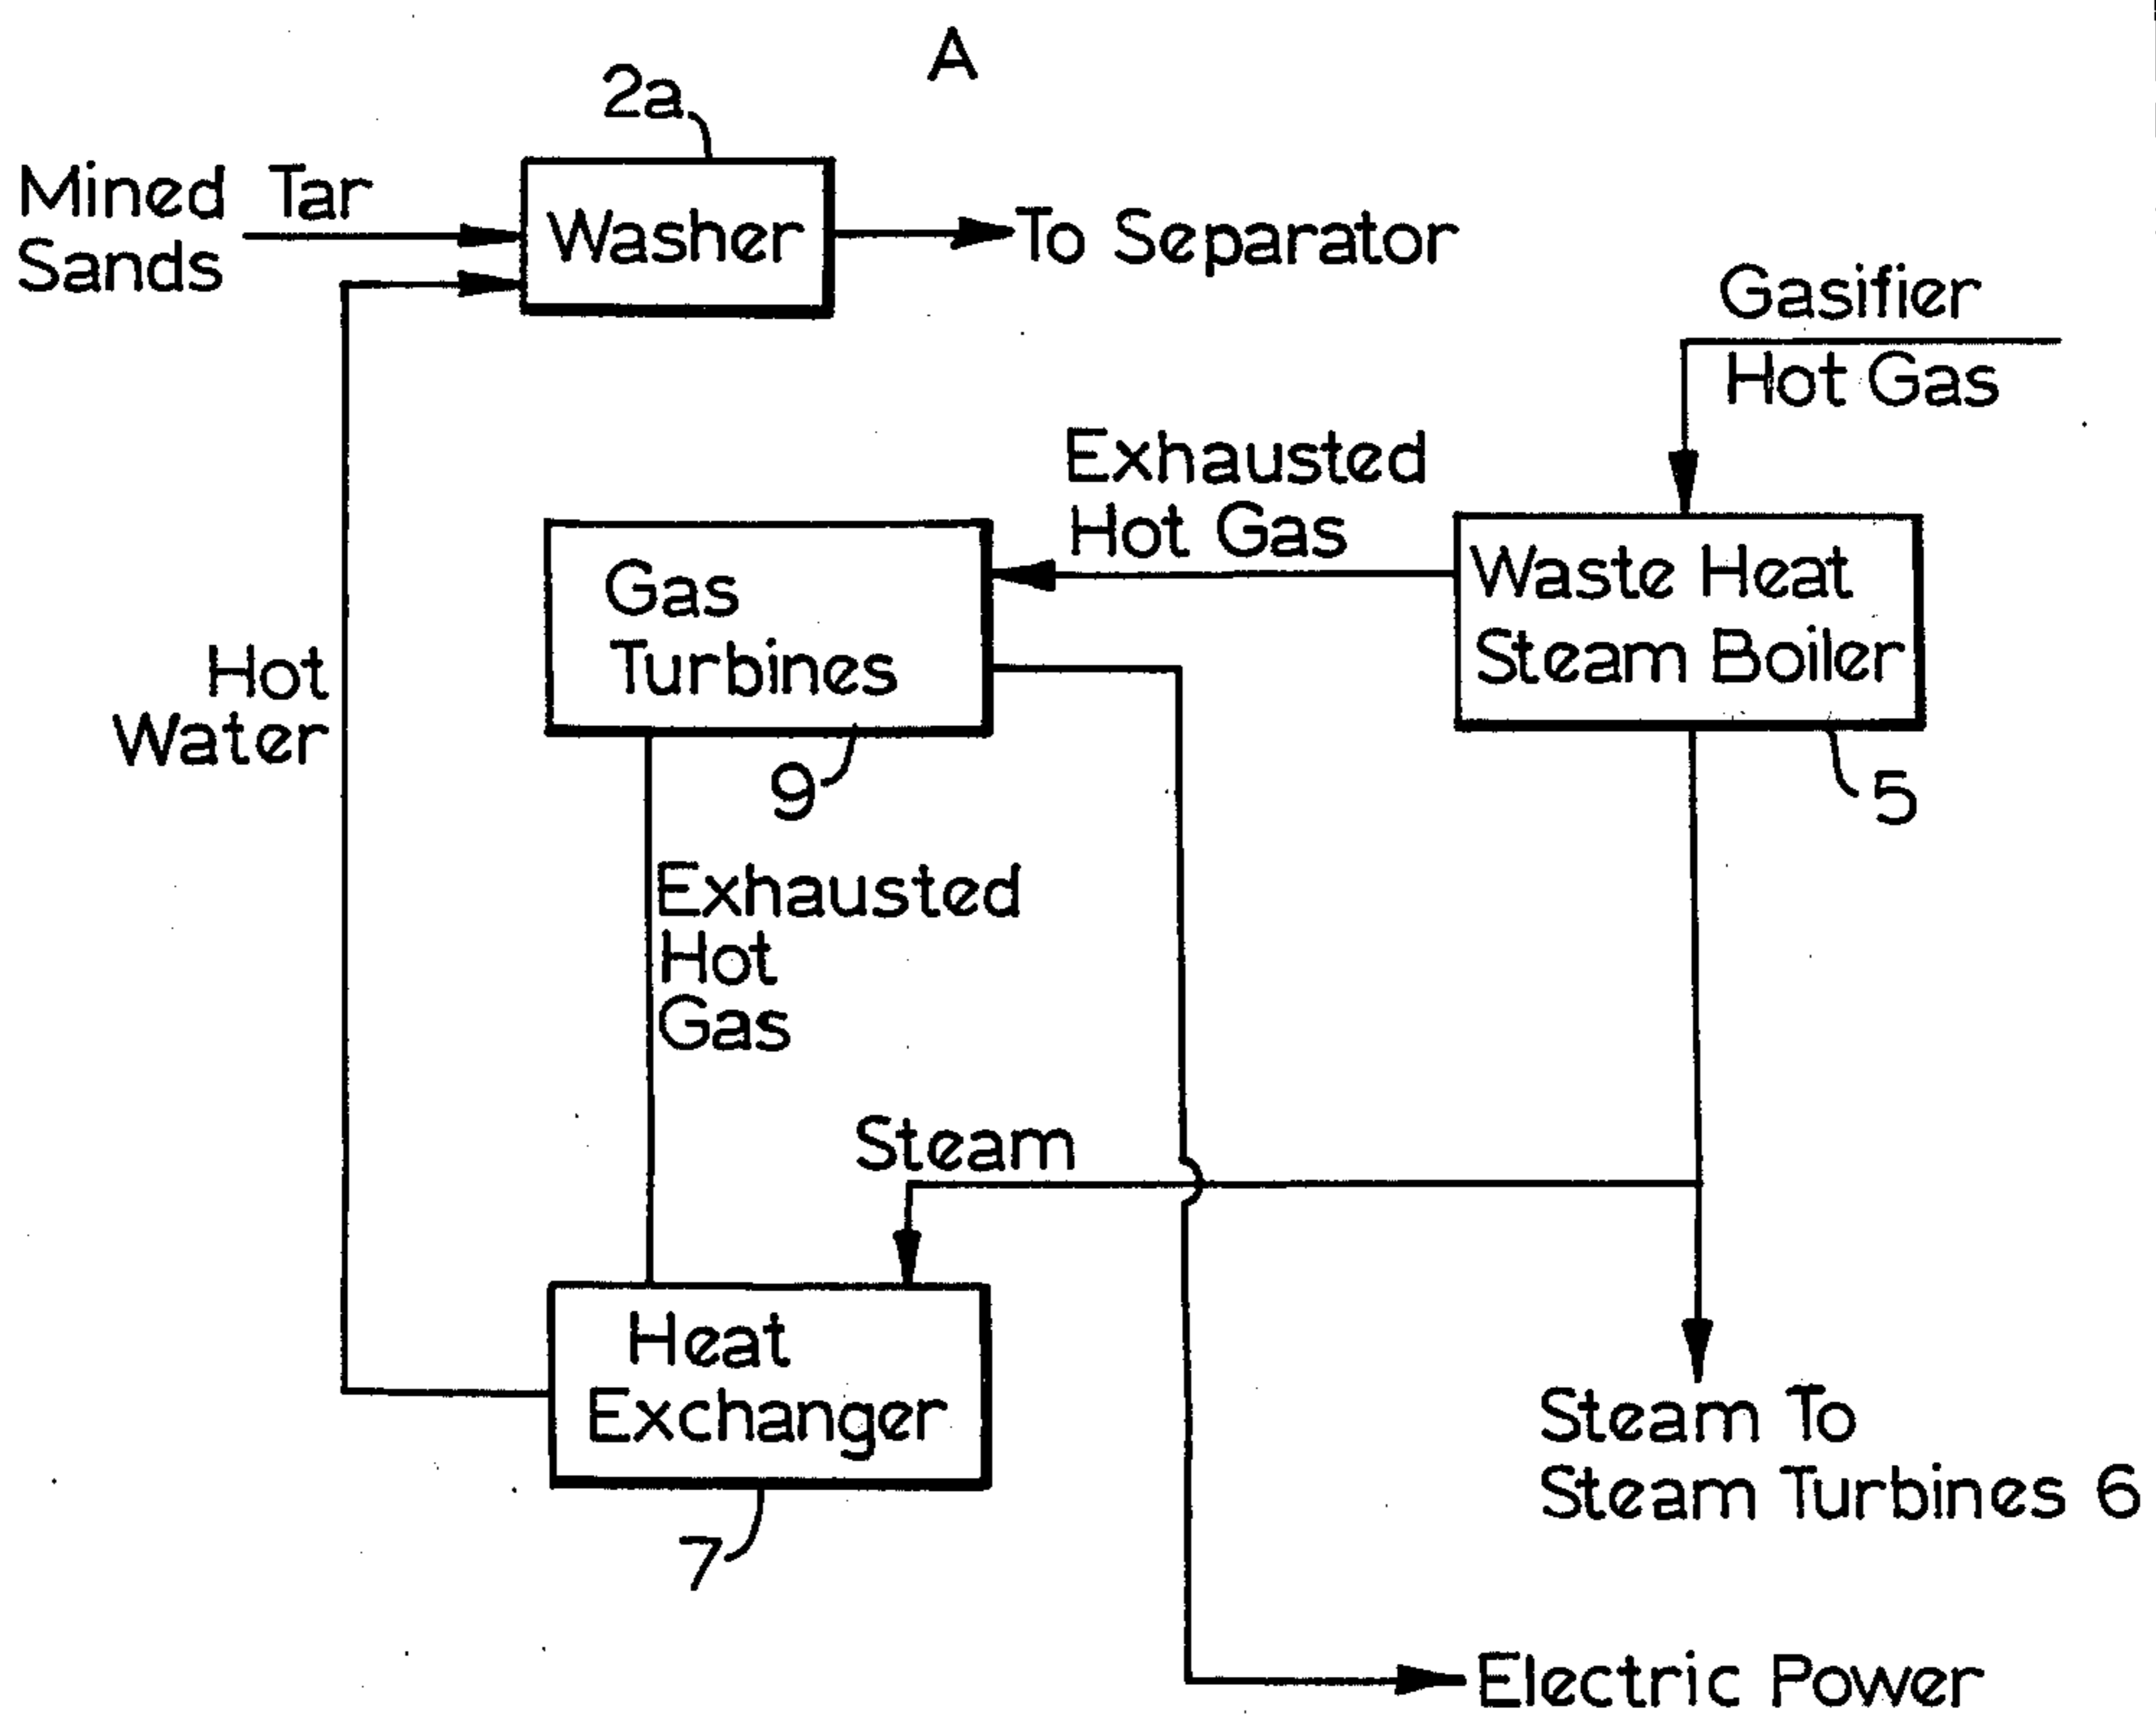 A
2a
Mined Tar
Sands
Washer
To Separator
Gasifier
Hot Gas
Exhausted
Hot Gas
Gas
Turbines
9
Waste Heat
Steam Boiler
5
Hot
Water
Exhausted
Hot
Gas
Steam
Heat
Exchanger
7
Steam To
Steam Turbines 6
Electric Power